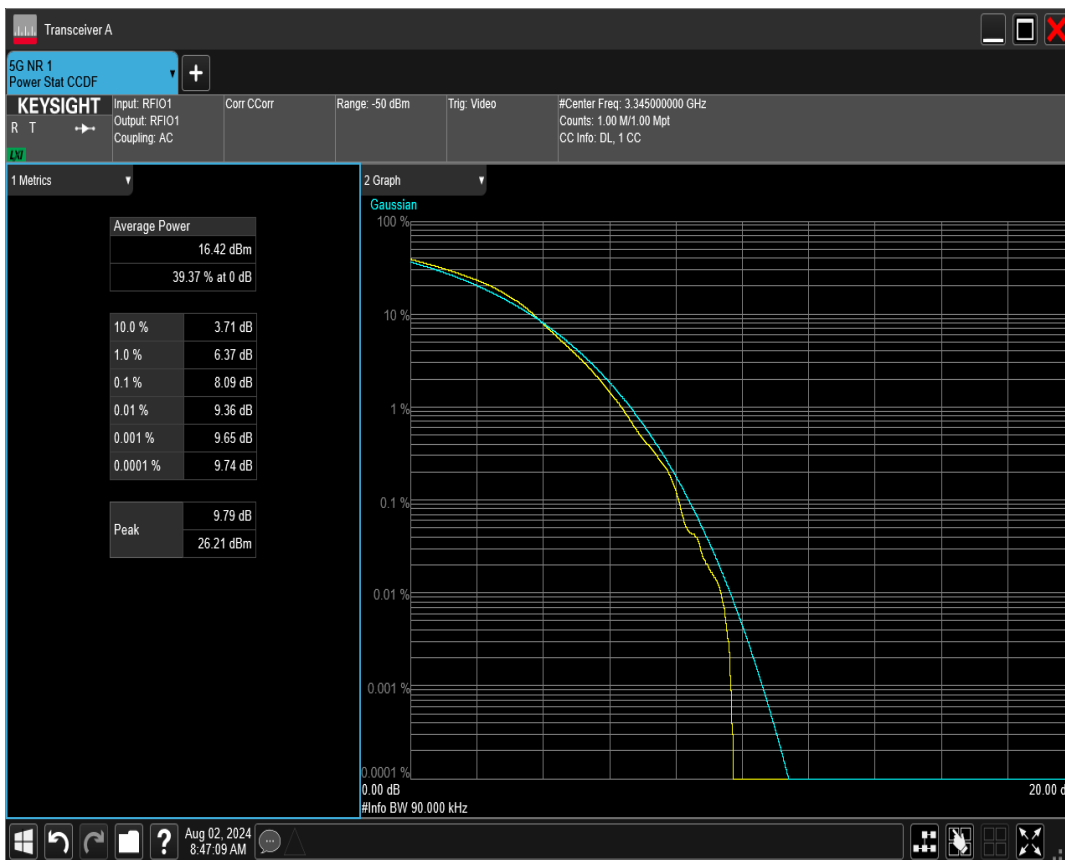 Transceiver A
5G NR 1
Power Stat CCDF
KEYSIGHT
R T
LXI
Input: RFIO1
Output: RFIO1
Coupling: AC
Corr CCorr
Range: -50 dBm
Trig: Video
#Center Freq: 3.345000000 GHz
Counts: 1.00 M/1.00 Mpt
CC Info: DL, 1 CC
1 Metrics
Average Power
16.42 dBm
39.37 % at 0 dB
10.0 % 3.71 dB
1.0 % 6.37 dB
0.1 % 8.09 dB
0.01 % 9.36 dB
0.001 % 9.65 dB
0.0001 % 9.74 dB
Peak 9.79 dB
26.21 dBm
2 Graph
Gaussian
100 %
10 %
1 %
0.1 %
0.01 %
0.001 %
0.0001 %
0.00 dB 20.00 d
#Info BW 90.000 kHz
? Aug 02, 2024
8:47:09 AM